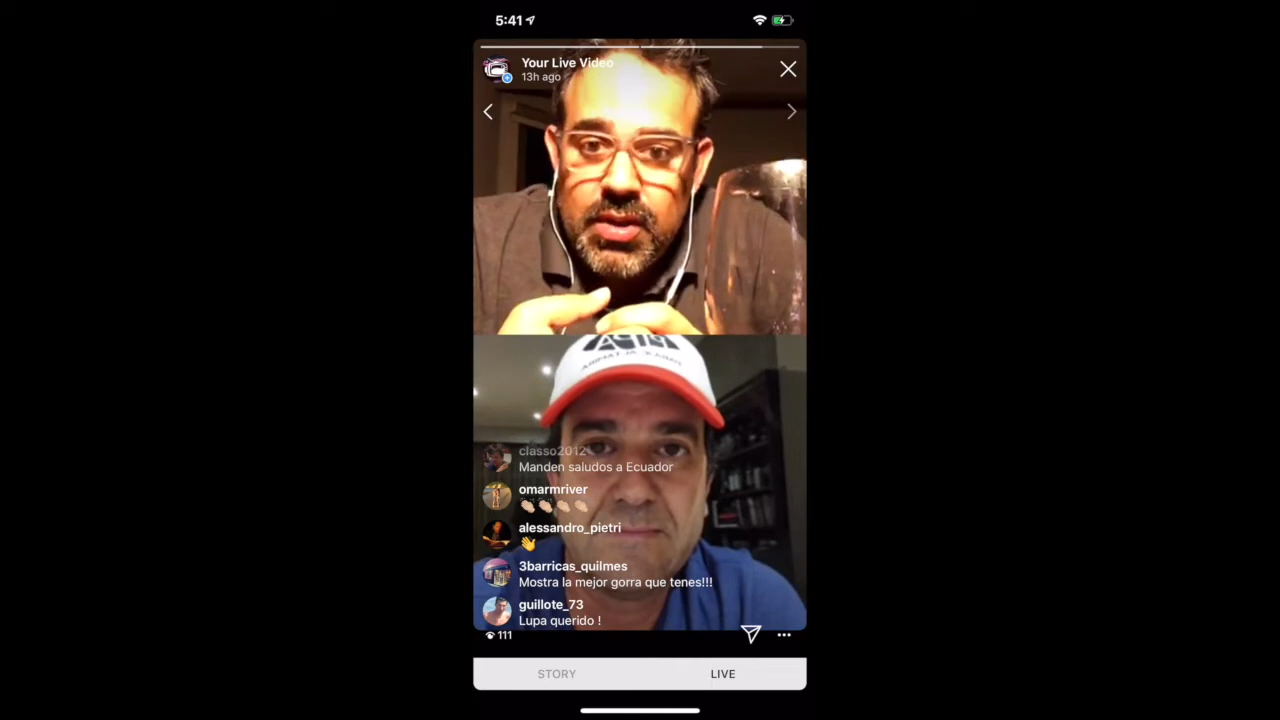 5:41
Your Live Video
13h ago
classo2012
Manden saludos a Ecuador
omarmriver
👏🏼👏🏼👏🏼👏🏼
alessandro_pietri
👋
3barricas_quilmes
Mostra la mejor gorra que tenes!!!
guillote_73
Lupa querido !
111
STORY
LIVE